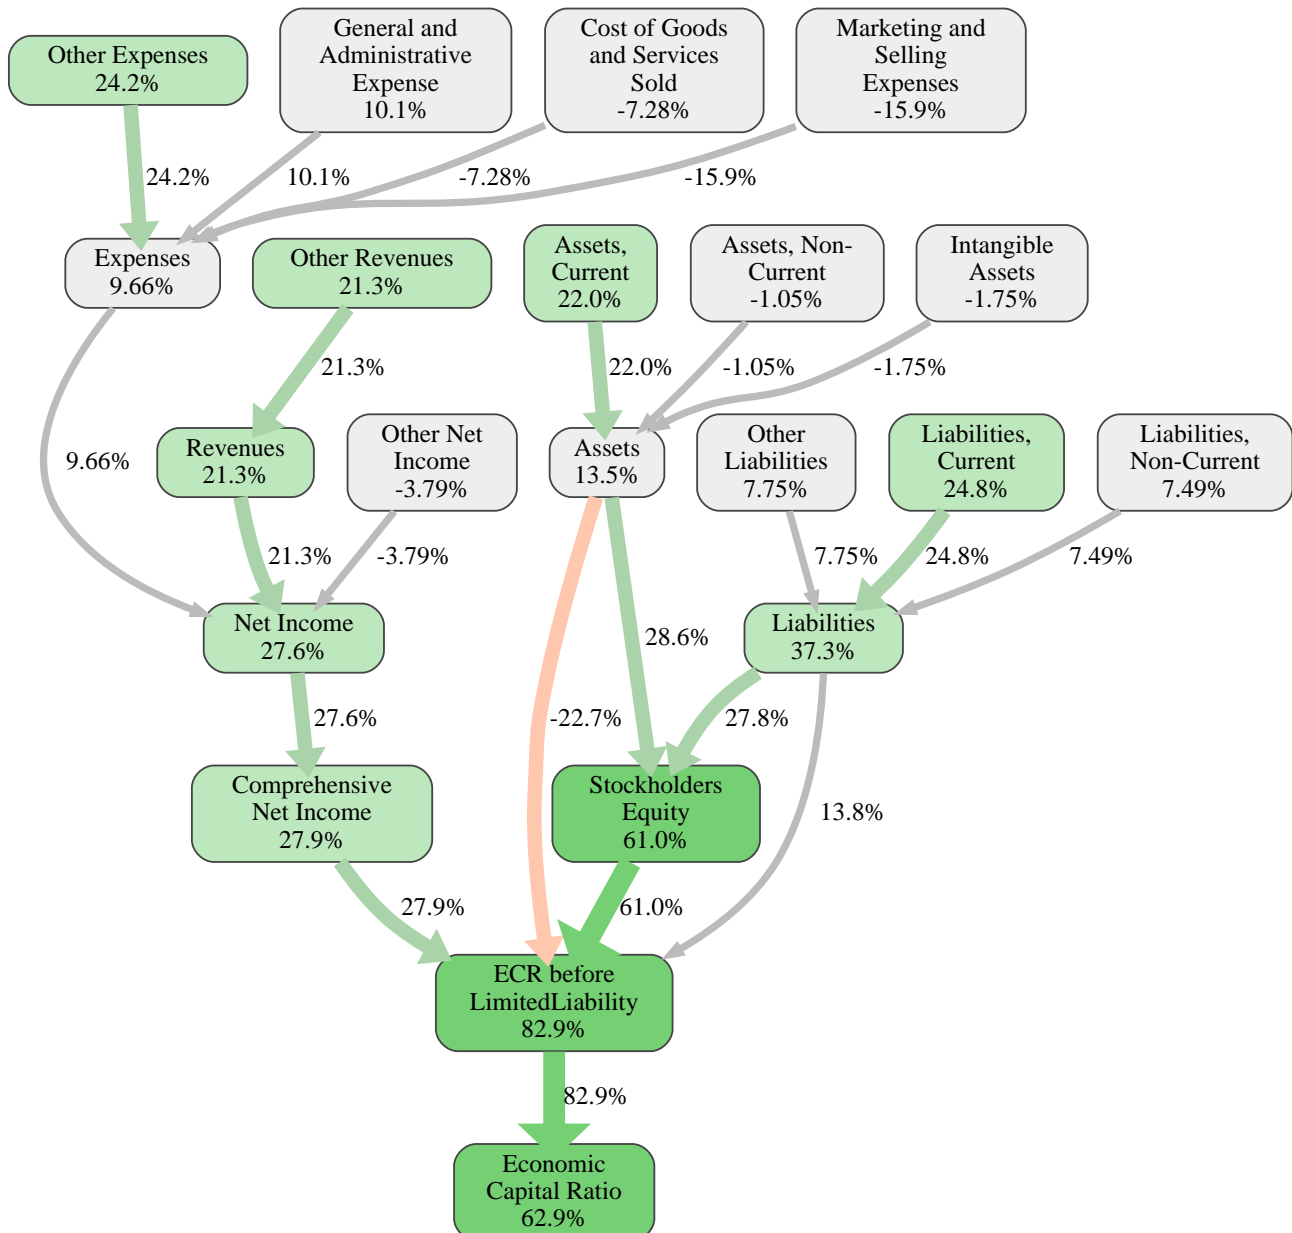 Other Expenses
24.2%
General and
Administrative
Expense
10.1%
Cost of Goods
and Services
Sold
-7.28%
Marketing and
Selling
Expenses
-15.9%
24.2%
10.1%
-7.28%
-15.9%
Expenses
9.66%
Other Revenues
21.3%
Assets,
Current
22.0%
Assets, Non-
Current
-1.05%
Intangible
Assets
-1.75%
21.3%
22.0%
-1.05%
-1.75%
9.66%
Revenues
21.3%
Other Net
Income
-3.79%
Assets
13.5%
Other
Liabilities
7.75%
Liabilities,
Current
24.8%
Liabilities,
Non-Current
7.49%
21.3%
-3.79%
7.75%
24.8%
7.49%
Net Income
27.6%
28.6%
Liabilities
37.3%
27.6%
-22.7%
27.8%
Comprehensive
Net Income
27.9%
Stockholders
Equity
61.0%
13.8%
27.9%
61.0%
ECR before
LimitedLiability
82.9%
82.9%
Economic
Capital Ratio
62.9%